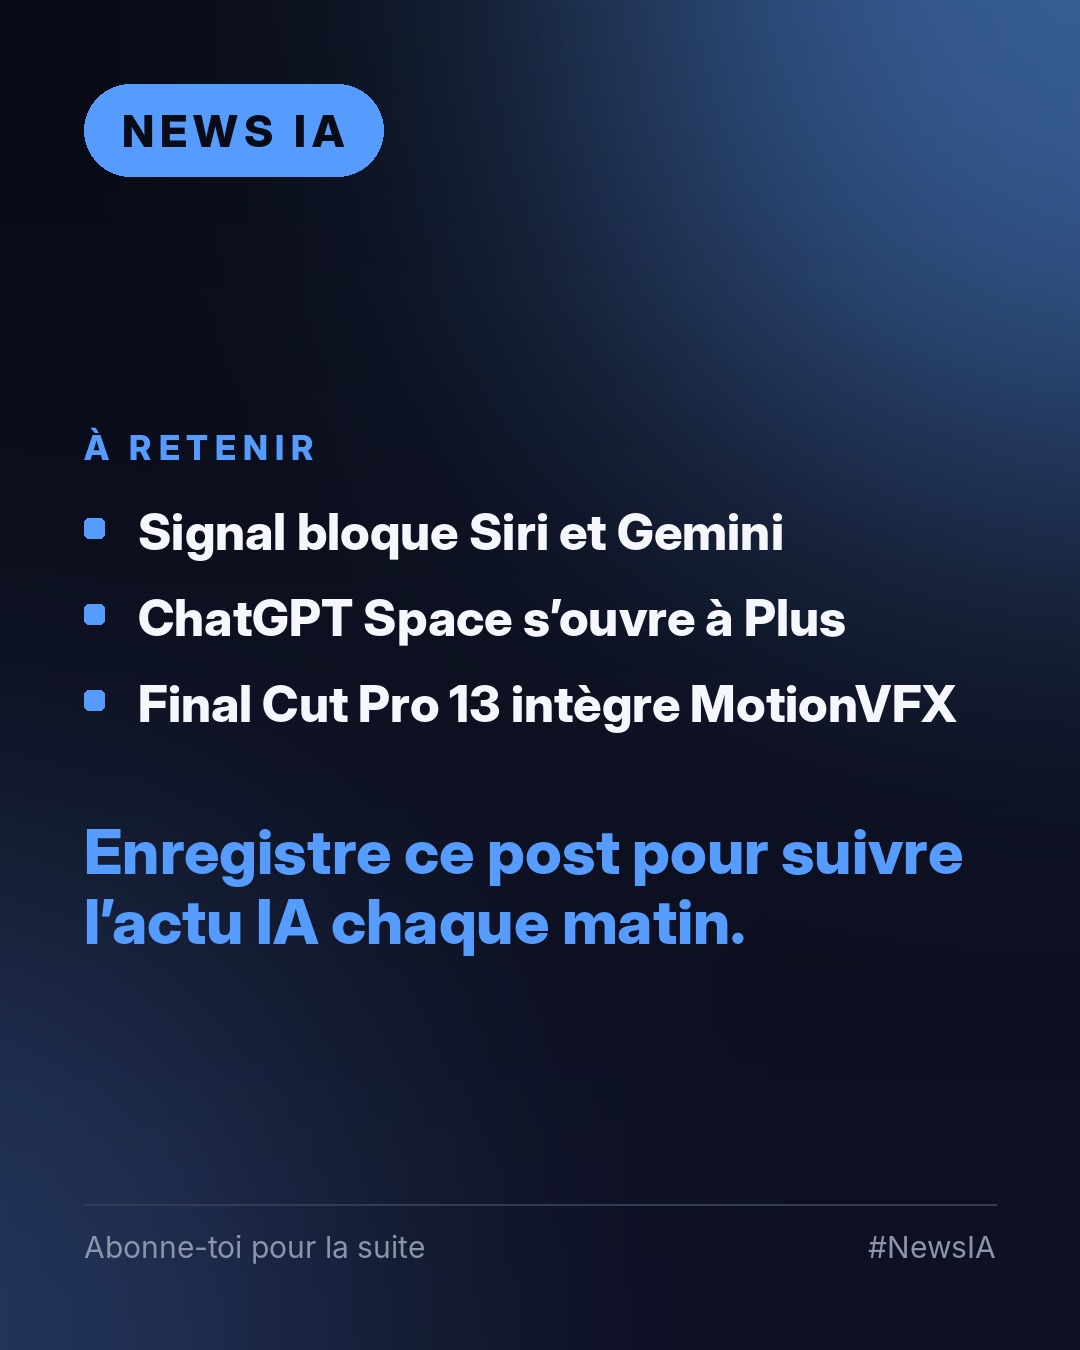 NEWS IA
À RETENIR
Signal bloque Siri et Gemini
ChatGPT Space s’ouvre à Plus
Final Cut Pro 13 intègre MotionVFX
Enregistre ce post pour suivre
l’actu IA chaque matin.
Abonne-toi pour la suite
#NewsIA